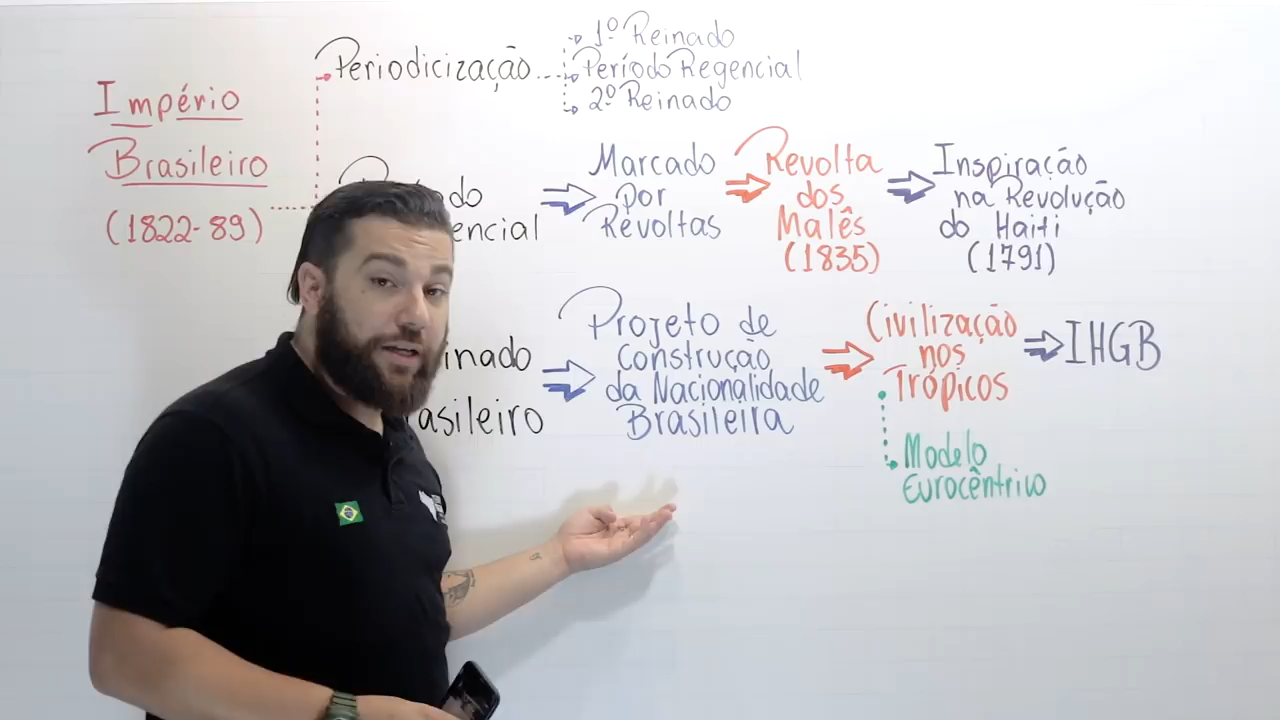 Império
Brasileiro
(1822-89)
Periodicização
1º Reinado
Período Regencial
2º Reinado
Marcado
por
Revoltas
Revolta
dos
Malês
(1835)
Inspiração
na Revolução
do Haiti
(1791)
Projeto de
Construção
da Nacionalidade
Brasileira
Civilização
nos
Trópicos
IHGB
Modelo
Eurocêntrico